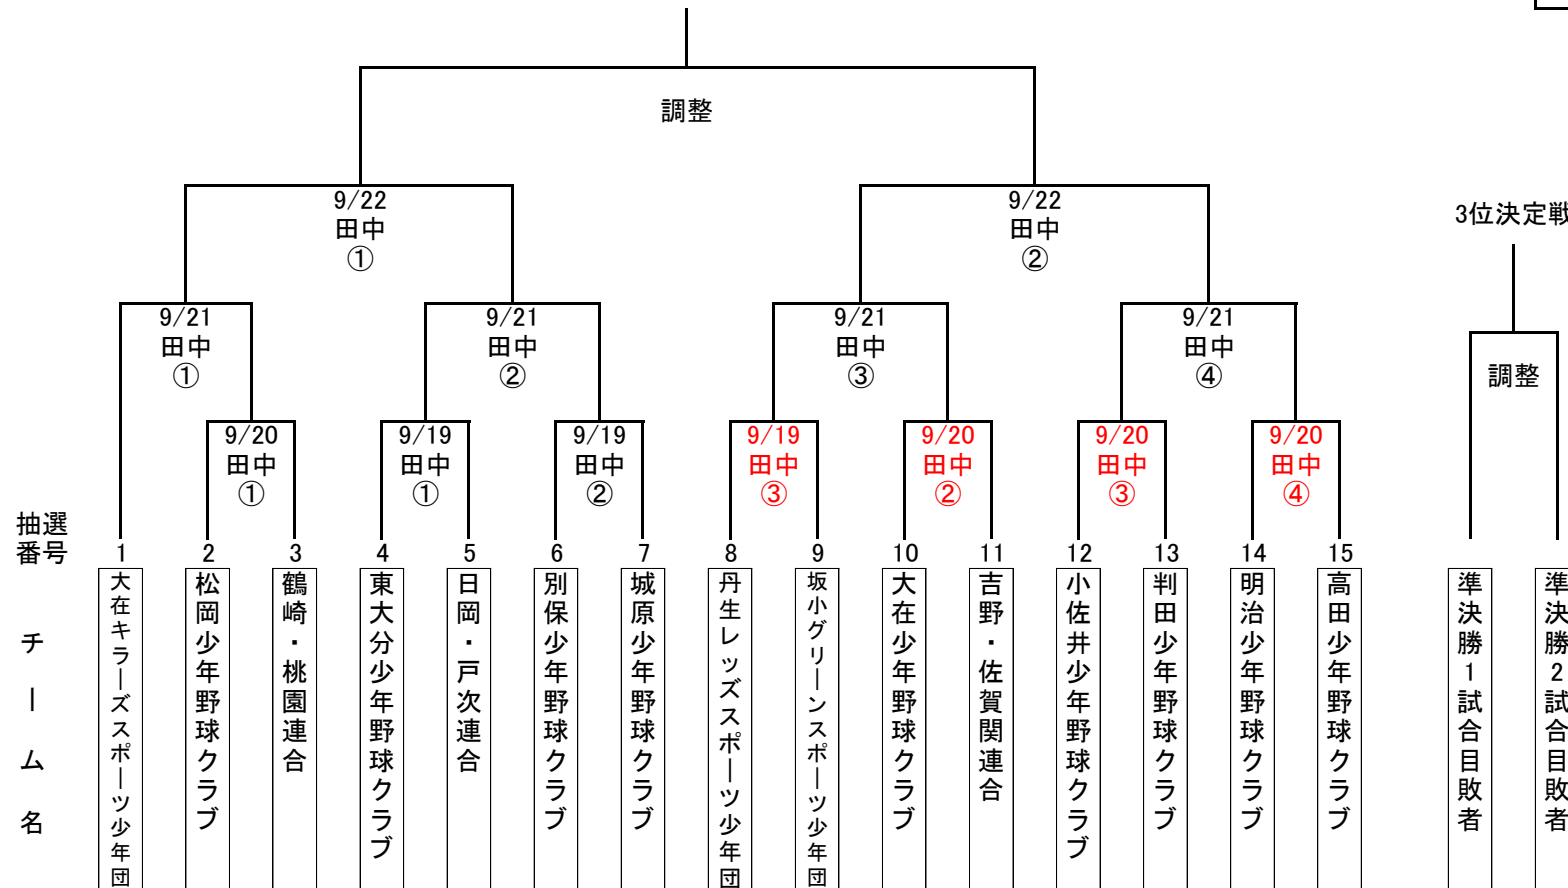 調整
9/22
田中
①
9/22
田中
②
3位決定戦
9/21
田中
①
9/21
田中
②
9/21
田中
③
9/21
田中
④
調整
9/20
田中
①
9/19
田中
①
9/19
田中
②
9/19
田中
③
9/20
田中
②
9/20
田中
③
9/20
田中
④
抽選
番号
1 2 3 4 5 6 7 8 9 10 11 12 13 14 15
チーム名
大在キラーズスポーツ少年団
松岡少年野球クラブ
鶴崎・桃園連合
東大分少年野球クラブ
日岡・戸次連合
別保少年野球クラブ
城原少年野球クラブ
丹生レッズスポーツ少年団
坂小グリーンスポーツ少年団
大在少年野球クラブ
吉野・佐賀関連合
小佐井少年野球クラブ
判田少年野球クラブ
明治少年野球クラブ
高田少年野球クラブ
準決勝1試合目敗者
準決勝2試合目敗者